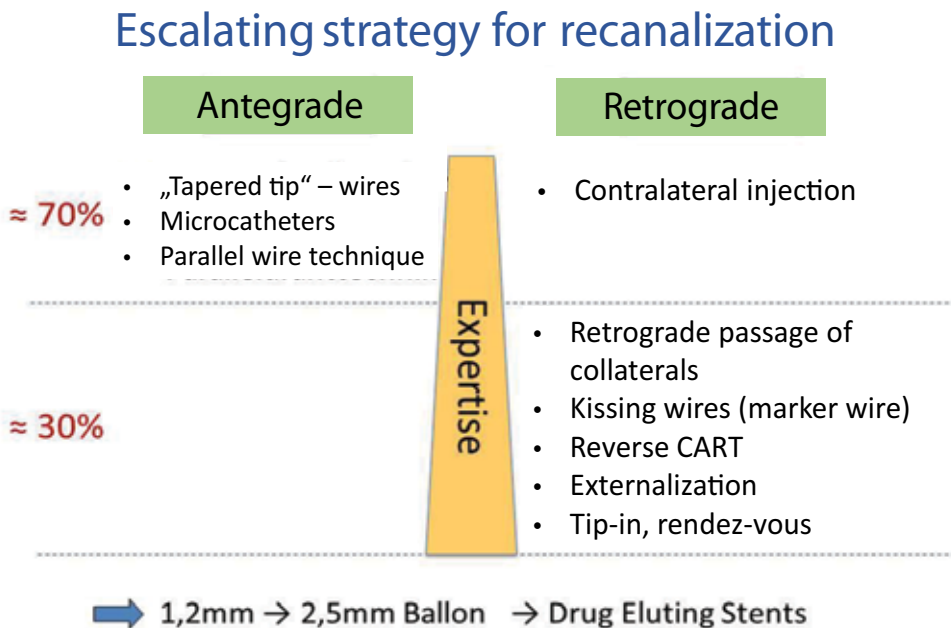 Escalating strategy for recanalization
Antegrade
Retrograde
≈ 70%
• „Tapered tip“ – wires
• Microcatheters
• Parallel wire technique
• Contralateral injection
Expertise
≈ 30%
• Retrograde passage of
collaterals
• Kissing wires (marker wire)
• Reverse CART
• Externalization
• Tip-in, rendez-vous
1,2mm → 2,5mm Ballon → Drug Eluting Stents